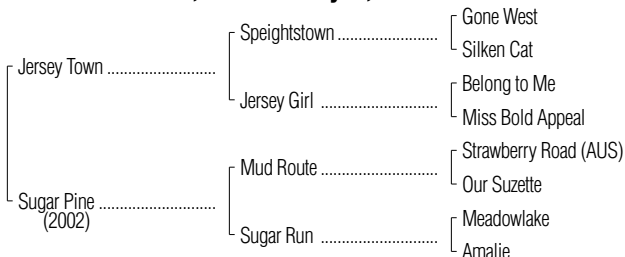 Gone West
Speightstown ....................
Silken Cat
Jersey Town ......................
Belong to Me
Jersey Girl .......................
Miss Bold Appeal
Strawberry Road (AUS)
Mud Route .......................
Our Suzette
Sugar Pine .......................
(2002)
Meadowlake
Sugar Run .......................
Amalie